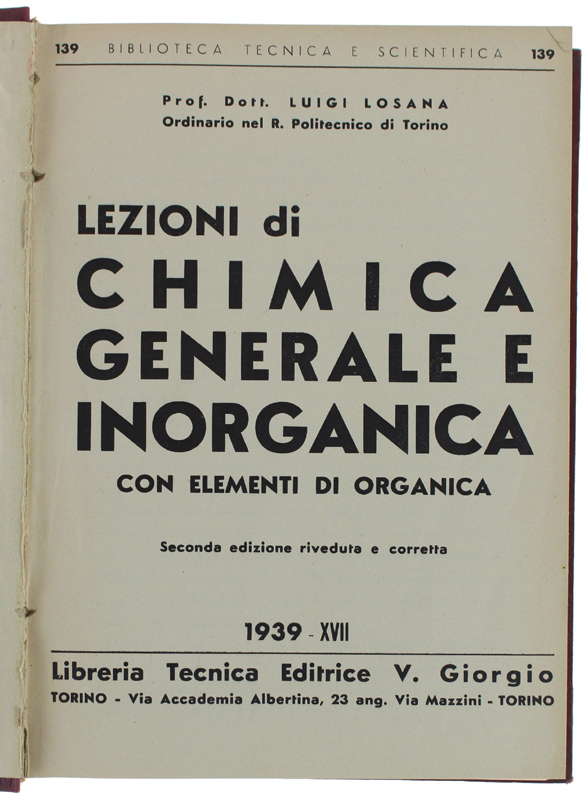 139 BIBLIOTECA TECNICA E SCIENTIFICA 139
Prof. Dott. LUIGI LOSANA
Ordinario nel R. Politecnico di Torino
LEZIONI di
CHIMICA
GENERALE E
INORGANICA
CON ELEMENTI DI ORGANICA
Seconda edizione riveduta e corretta
1939 - XVII
Libreria Tecnica Editrice V. Giorgio
TORINO - Via Accademia Albertina, 23 ang. Via Mazzini - TORINO